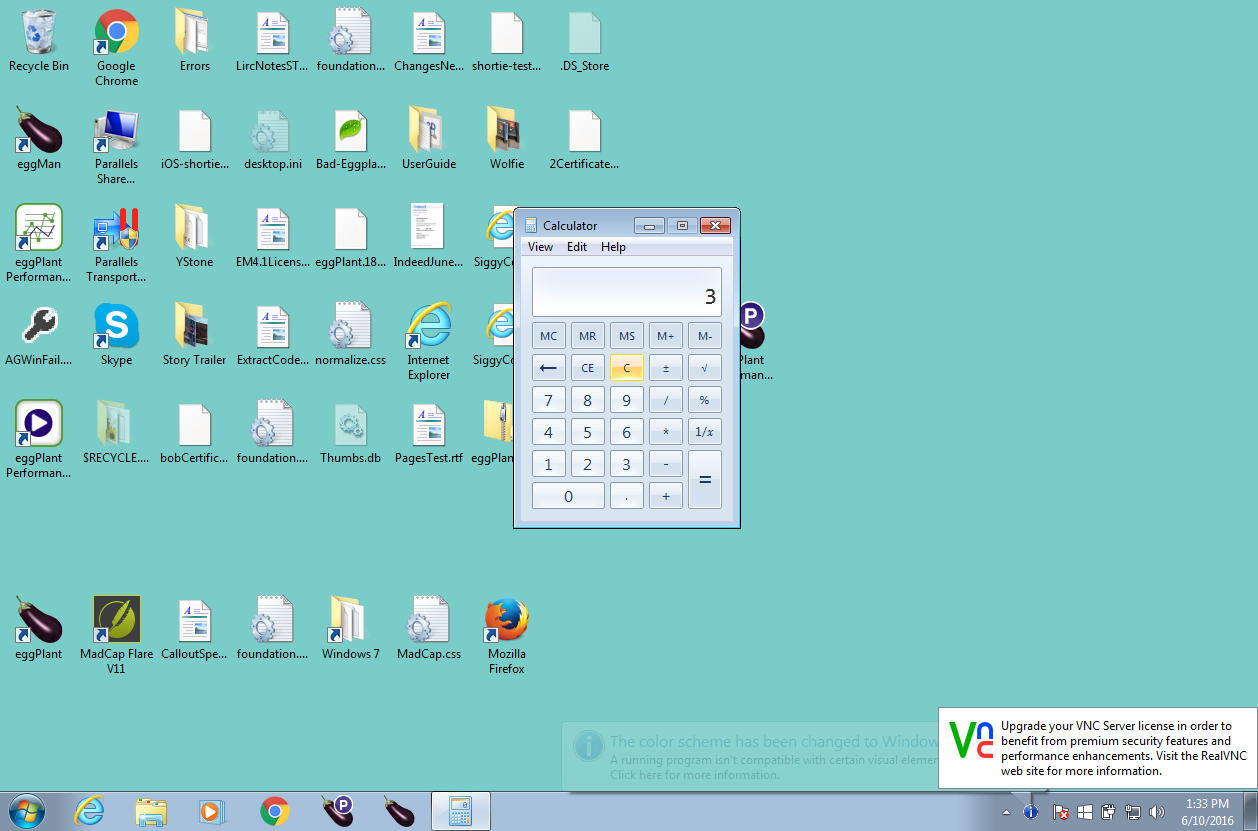 Recycle Bin
Google
Chrome
Errors
LircNotesST...
foundation....
ChangesNe...
shortie-test...
.DS_Store
eggMan
Parallels
Share...
iOS-shortie...
desktop.ini
Bad-Eggpla...
UserGuide
Wolfie
2Certificate...
eggPlant
Performan...
Parallels
Transport...
YStone
EM4.1Licens...
eggPlant.18...
IndeedJune...
SiggyCo
AGWinFail....
Skype
Story Trailer
ExtractCode...
normalize.css
Internet
Explorer
SiggyCo
Plant
man...
eggPlant
Performan...
$RECYCLE....
bobCertific...
foundation....
Thumbs.db
PagesTest.rtf
eggPlan
Calculator
View Edit Help
3
MC MR MS M+ M-
← CE C ± √
7 8 9 / %
4 5 6 * 1/x
1 2 3 - =
0 . +
eggPlant
MadCap Flare
V11
CalloutSpe...
foundation....
Windows 7
MadCap.css
Mozilla
Firefox
The color scheme has been changed to Window
A running program isn't compatible with certain visual elemen
Click here for more information.
Vnc
Upgrade your VNC Server license in order to
benefit from premium security features and
performance enhancements. Visit the RealVNC
web site for more information.
1:33 PM
6/10/2016